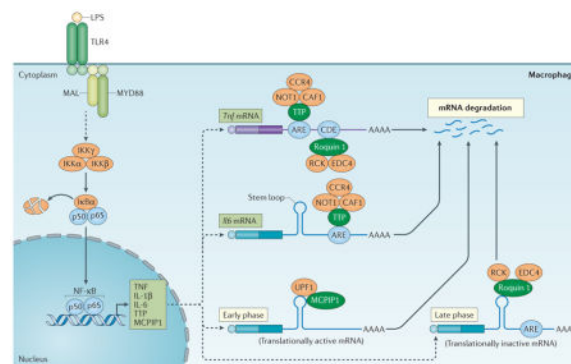 LPS
TLR4
Cytoplasm
Macrophag
MAL
MYD88
IKKγ
IKKα IKKβ
IκBα
p50 p65
NF-κB
p50 p65
Nucleus
TNF
IL-1β
IL-6
TTP
MCPIP1
CCR4
NOT1 CAF1
TTP
Tnf mRNA
ARE CDE
AAAA
Roquin 1
RCK EDC4
mRNA degradation
Stem loop
CCR4
NOT1 CAF1
TTP
Il6 mRNA
ARE
AAAA
UPF1
MCPIP1
Early phase
AAAA
(Translationally active mRNA)
RCK EDC4
Roquin 1
Late phase
ARE
AA
(Translationally inactive mRNA)